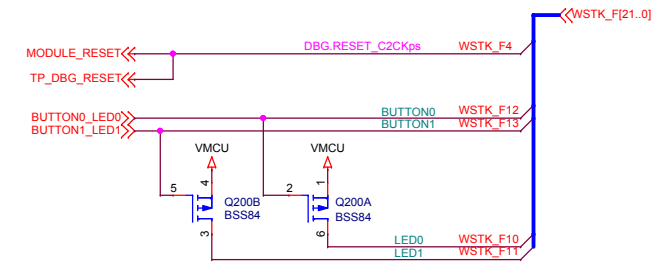 WSTK_F[21..0]
MODULE_RESET
DBG.RESET_C2CKps
WSTK_F4
TP_DBG_RESET
BUTTON0_LED0
BUTTON0
WSTK_F12
BUTTON1_LED1
BUTTON1
WSTK_F13
VMCU
VMCU
5
4
Q200B
BSS84
3
2
1
Q200A
BSS84
6
LED0
WSTK_F10
LED1
WSTK_F11